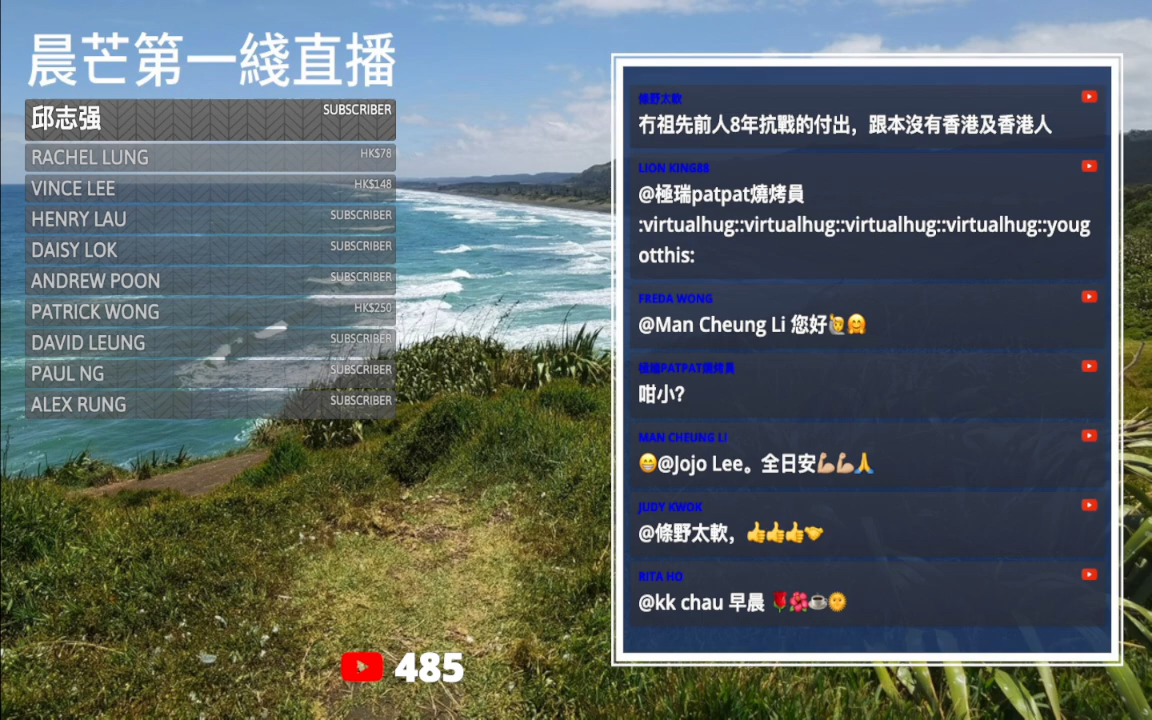 晨芒第一綫直播
邱志强 SUBSCRIBER
RACHEL LUNG HK$78
VINCE LEE HK$148
HENRY LAU SUBSCRIBER
DAISY LOK SUBSCRIBER
ANDREW POON SUBSCRIBER
PATRICK WONG HK$250
DAVID LEUNG SUBSCRIBER
PAUL NG SUBSCRIBER
ALEX RUNG SUBSCRIBER
485
條野太軟
冇祖先前人8年抗戰的付出，跟本沒有香港及香港人
LION KING88
@極瑞patpat燒烤員
:virtualhug::virtualhug::virtualhug::virtualhug::youg
otthis:
FREDA WONG
@Man Cheung Li 您好🙋🤗
極瑞PATPAT燒烤員
咁小?
MAN CHEUNG LI
😁@Jojo Lee。全日安💪🏼💪🏼🙏
JUDY KWOK
@條野太軟，👍👍👍🤝
RITA HO
@kk chau 早晨 🌹🌺☕🌞